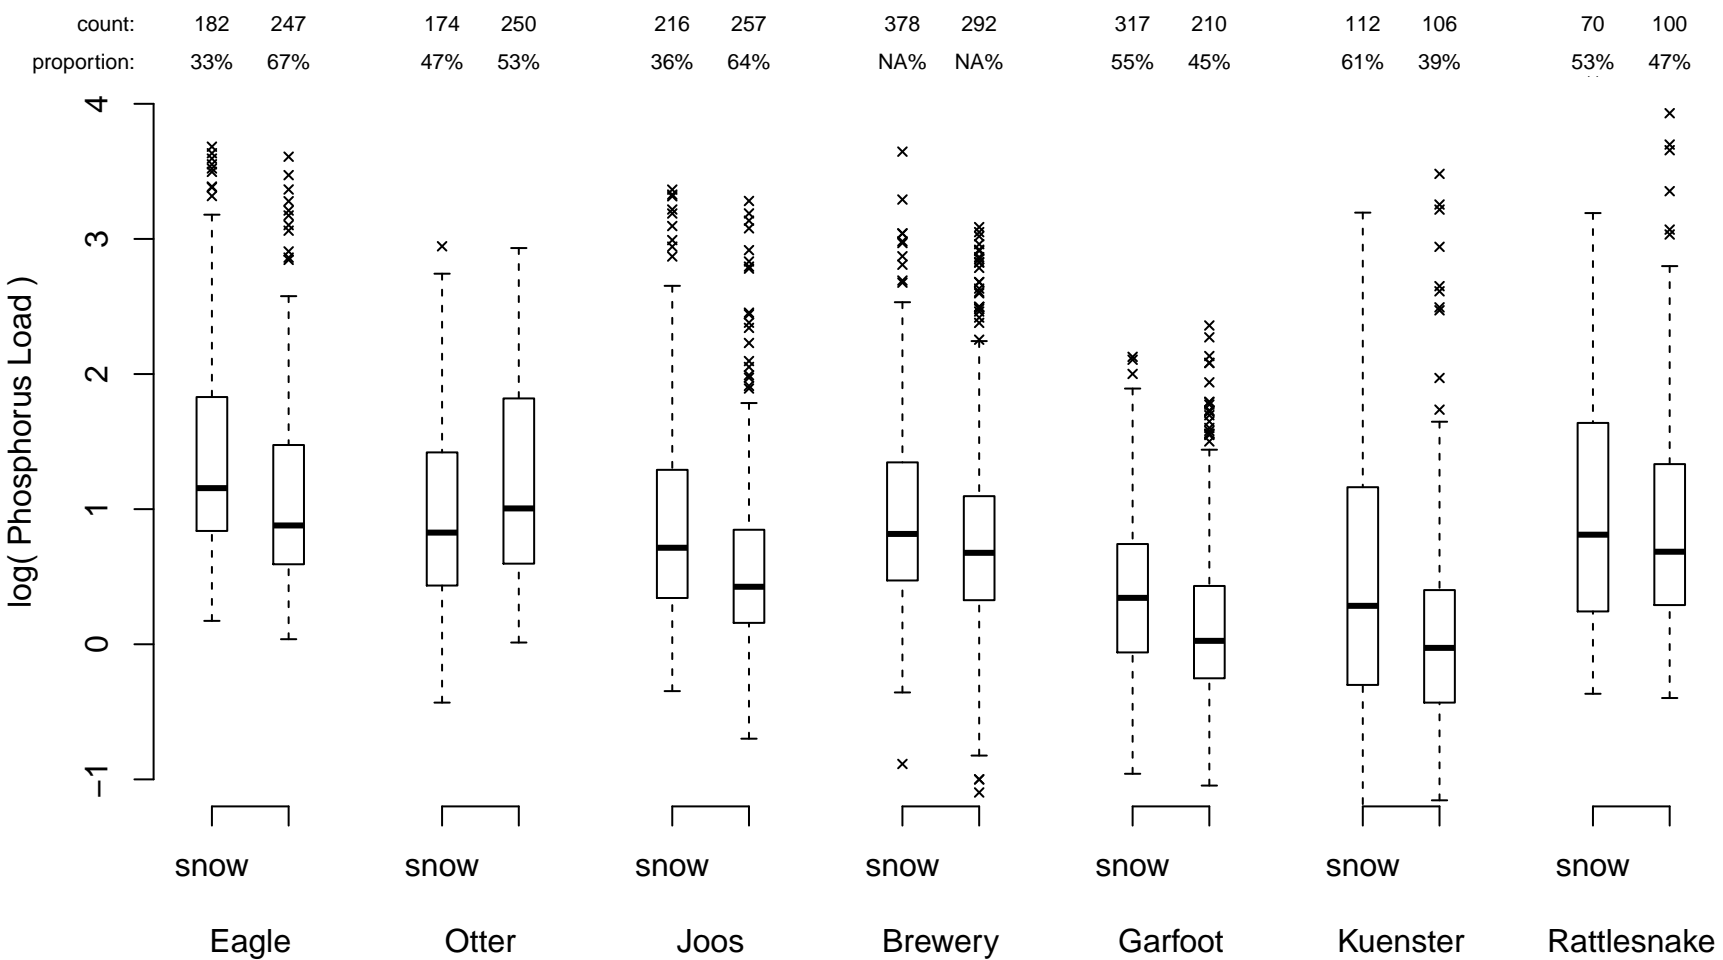 count: 182 247 174 250 216 257 378 292 317 210 112 106 70 100
proportion: 33% 67% 47% 53% 36% 64% NA% NA% 55% 45% 61% 39% 53% 47%
4
3
2
1
0
−1
log( Phosphorus Load )
snow snow snow snow snow snow snow
Eagle Otter Joos Brewery Garfoot Kuenster Rattlesnake